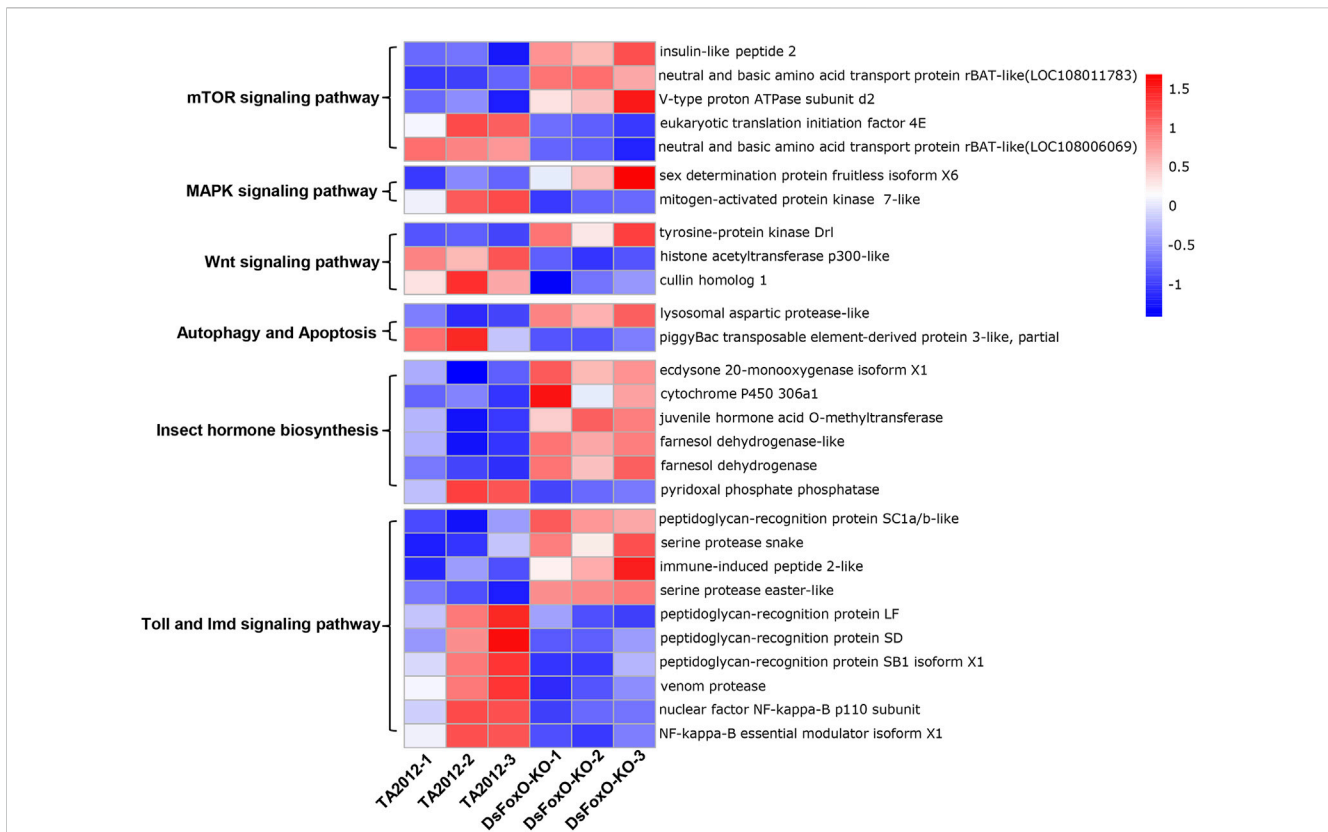 mTOR signaling pathway
insulin-like peptide 2
neutral and basic amino acid transport protein rBAT-like(LOC108011783)
V-type proton ATPase subunit d2
eukaryotic translation initiation factor 4E
neutral and basic amino acid transport protein rBAT-like(LOC108006069)
MAPK signaling pathway
sex determination protein fruitless isoform X6
mitogen-activated protein kinase 7-like
Wnt signaling pathway
tyrosine-protein kinase Drl
histone acetyltransferase p300-like
cullin homolog 1
Autophagy and Apoptosis
lysosomal aspartic protease-like
piggyBac transposable element-derived protein 3-like, partial
Insect hormone biosynthesis
ecdysone 20-monooxygenase isoform X1
cytochrome P450 306a1
juvenile hormone acid O-methyltransferase
farnesol dehydrogenase-like
farnesol dehydrogenase
pyridoxal phosphate phosphatase
Toll and Imd signaling pathway
peptidoglycan-recognition protein SC1a/b-like
serine protease snake
immune-induced peptide 2-like
serine protease easter-like
peptidoglycan-recognition protein LF
peptidoglycan-recognition protein SD
peptidoglycan-recognition protein SB1 isoform X1
venom protease
nuclear factor NF-kappa-B p110 subunit
NF-kappa-B essential modulator isoform X1
TA2012-1
TA2012-2
TA2012-3
DsFoxO-KO-1
DsFoxO-KO-2
DsFoxO-KO-3
1.5
1
0.5
0
-0.5
-1